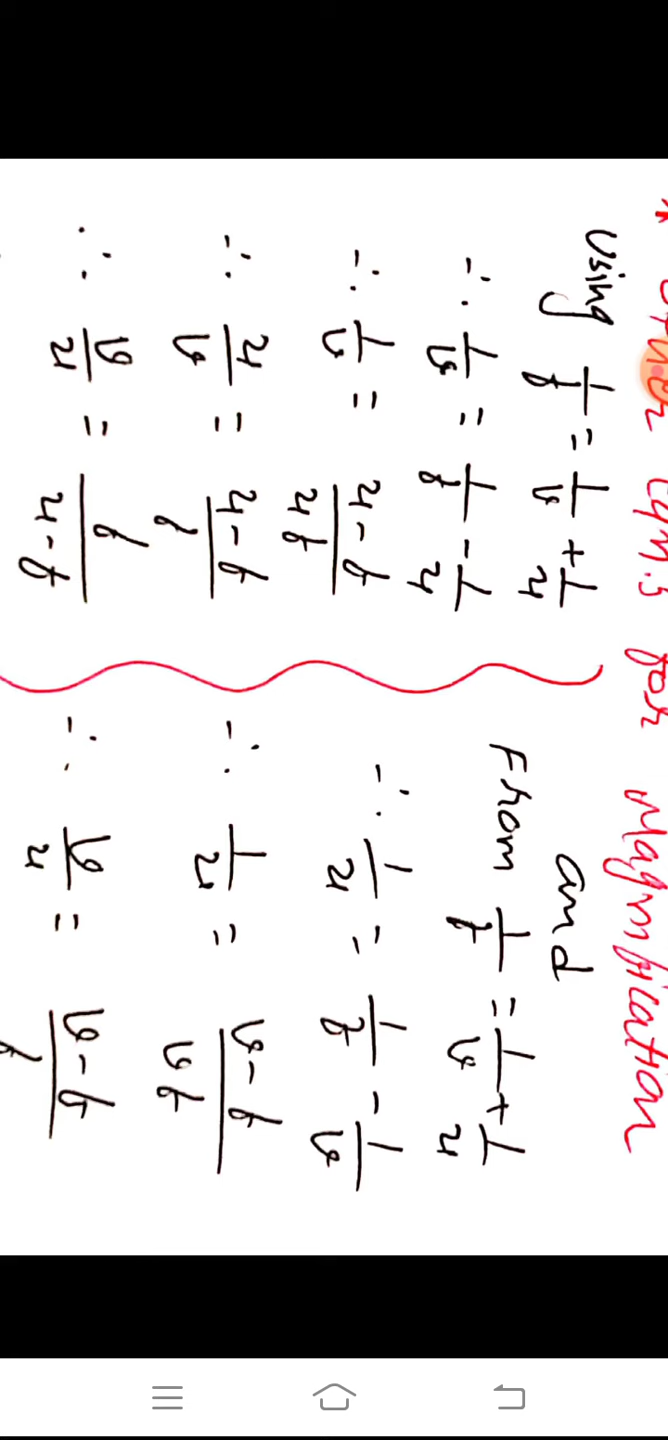 * Other eqn.s for Magnification
Using 1/f = 1/v + 1/u
∴ 1/v = 1/f - 1/u
∴ 1/v = u-f/uf
∴ u/v = u-f/f
∴ v/u = f/u-f
and
From 1/f = 1/v + 1/u
∴ 1/u = 1/f - 1/v
∴ 1/u = v-f/vf
∴ v/u = v-f/f